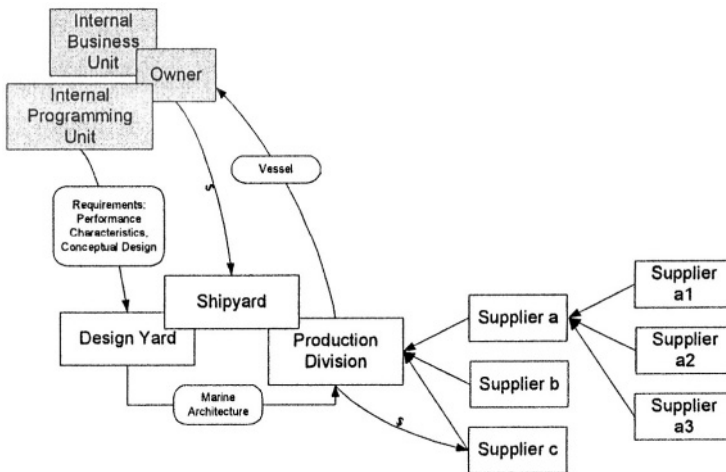 Internal
Business
Unit
Owner
Internal
Programming
Unit
Vessel
$
Requirements:
Performance
Characteristics,
Conceptual Design
Shipyard
Design Yard
Production
Division
Marine
Architecture
$
Supplier a
Supplier b
Supplier c
Supplier
a1
Supplier
a2
Supplier
a3